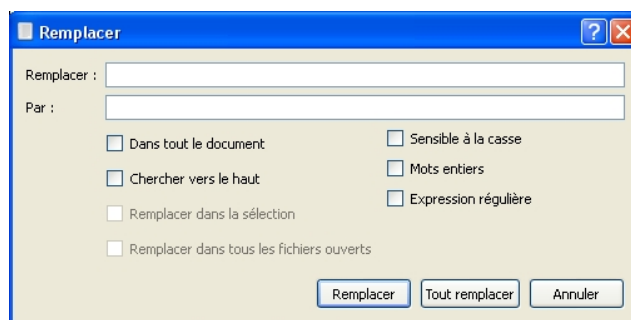 Remplacer
Remplacer :
Par :
Dans tout le document
Chercher vers le haut
Remplacer dans la sélection
Remplacer dans tous les fichiers ouverts
Sensible à la casse
Mots entiers
Expression régulière
Remplacer
Tout remplacer
Annuler